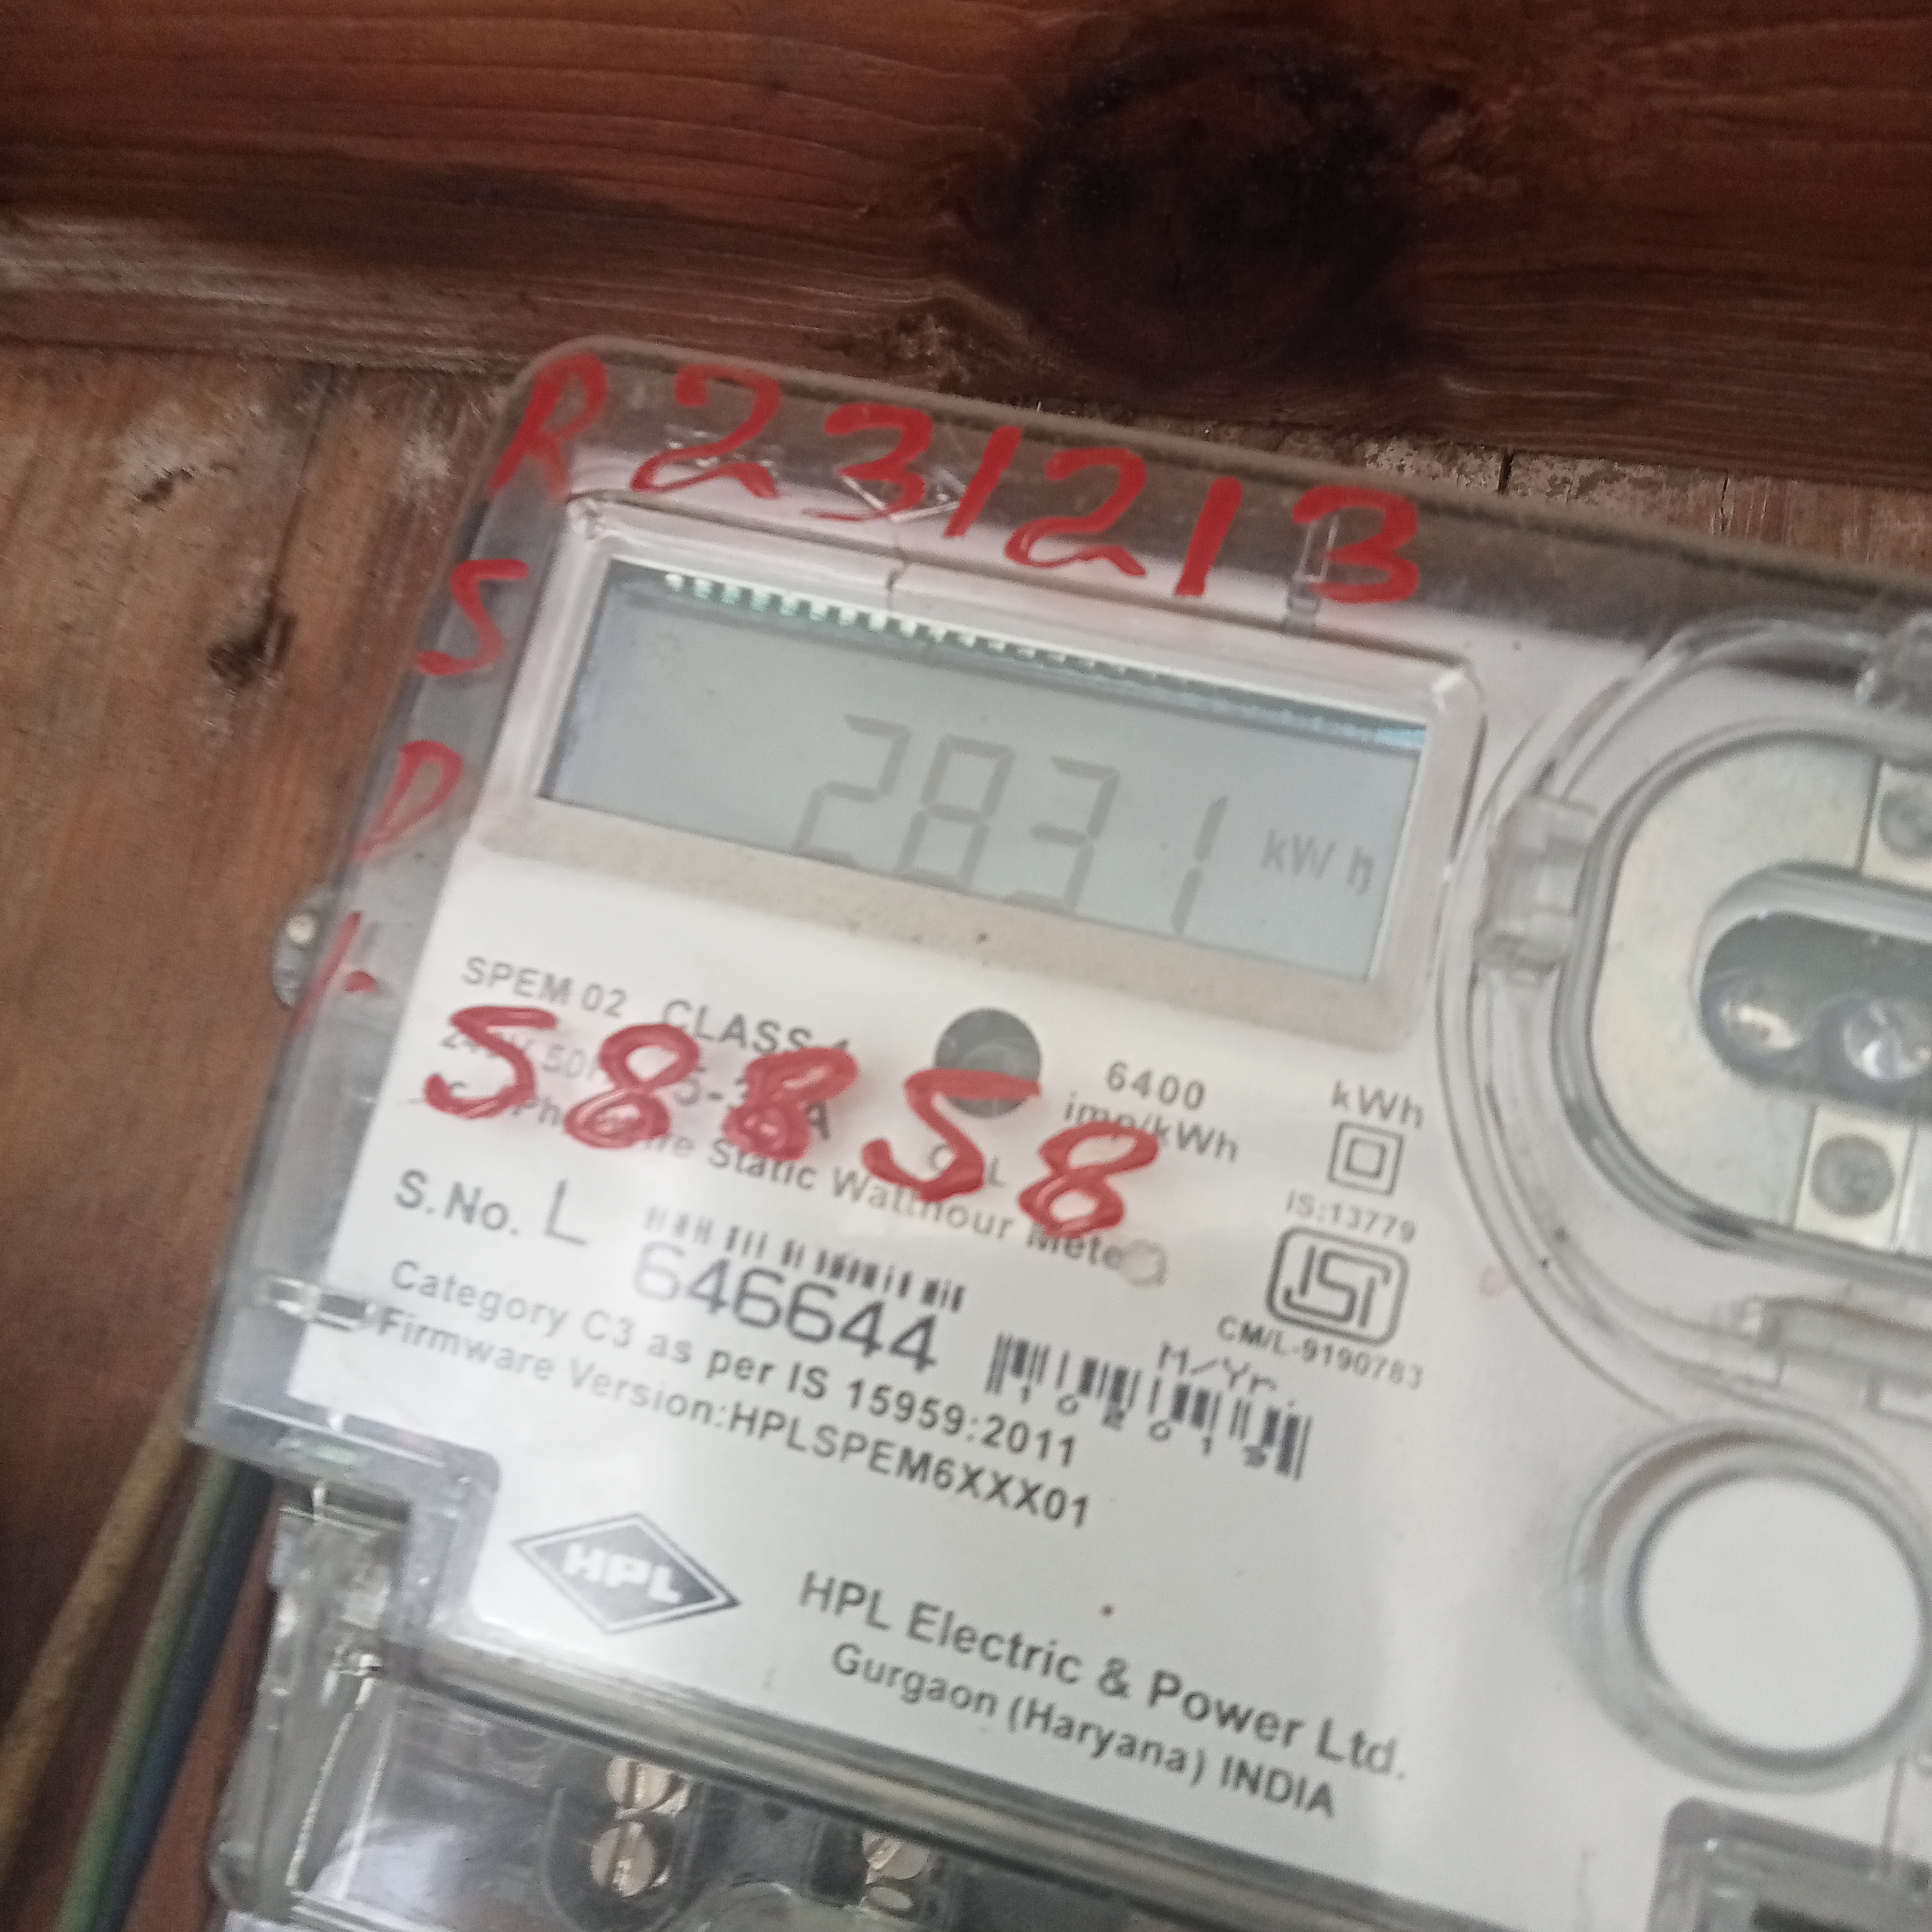 R231213
S
D
1-
2831 kWh
SPEM 02 CLASS
58858
6400
imp/kWh
kWh
Static Watthour Meter
IS:13779
S.No. L
646644
CM/L-9190783
M/Yr.
102019
Category C3 as per IS 15959:2011
Firmware Version:HPLSPEM6XXX01
HPL
HPL Electric & Power Ltd.
Gurgaon (Haryana) INDIA